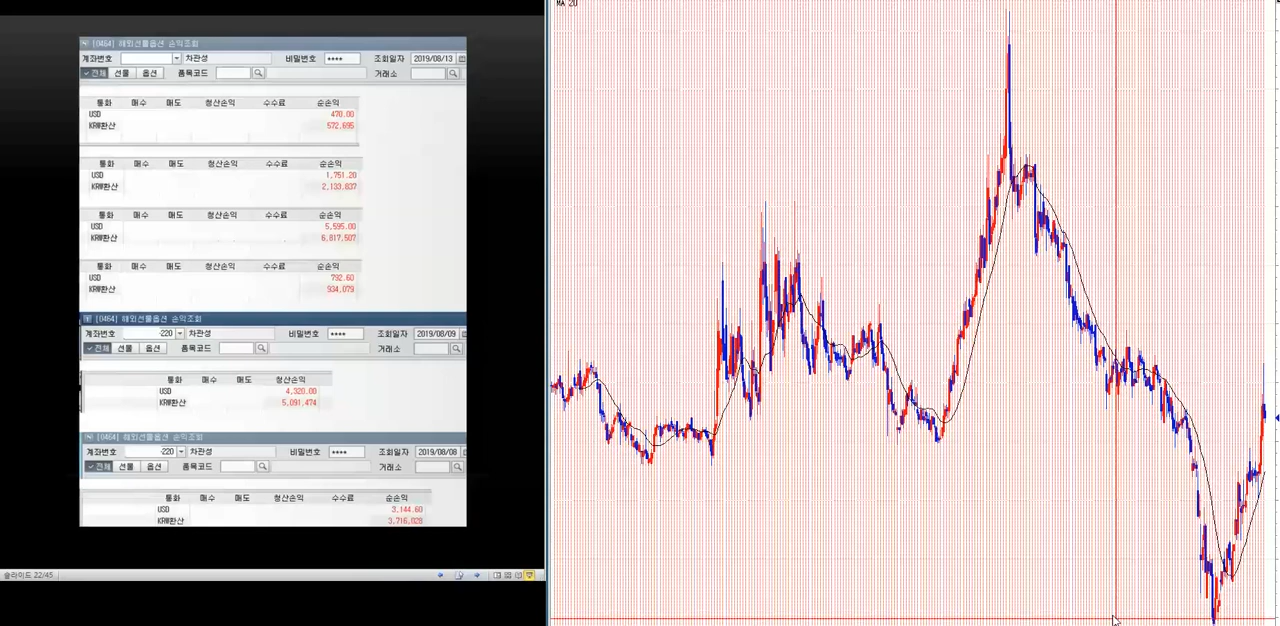 MA 20
[0464] 해외선물옵션 손익조회
계좌번호 차관성 비밀번호 **** 조회일자 2019/08/13
전체 선물 옵션 품목코드 거래소
통화 매수 매도 청산손익 수수료 순손익
USD 470.00
KRW환산 572,695
통화 매수 매도 청산손익 수수료 순손익
USD 1,751.20
KRW환산 2,133,837
통화 매수 매도 청산손익 수수료 순손익
USD 5,595.00
KRW환산 6,817,507
통화 매수 매도 청산손익 수수료 순손익
USD 792.60
KRW환산 934,079
[0464] 해외선물옵션 손익조회
계좌번호 -220 차관성 비밀번호 **** 조회일자 2019/08/09
전체 선물 옵션 품목코드 거래소
통화 매수 매도 청산손익
USD 4,320.00
KRW환산 5,091,474
[0464] 해외선물옵션 손익조회
계좌번호 -220 차관성 비밀번호 **** 조회일자 2019/08/08
전체 선물 옵션 품목코드 거래소
통화 매수 매도 청산손익 수수료 순손익
USD 3,144.60
KRW환산 3,716,028
슬라이드 22/45